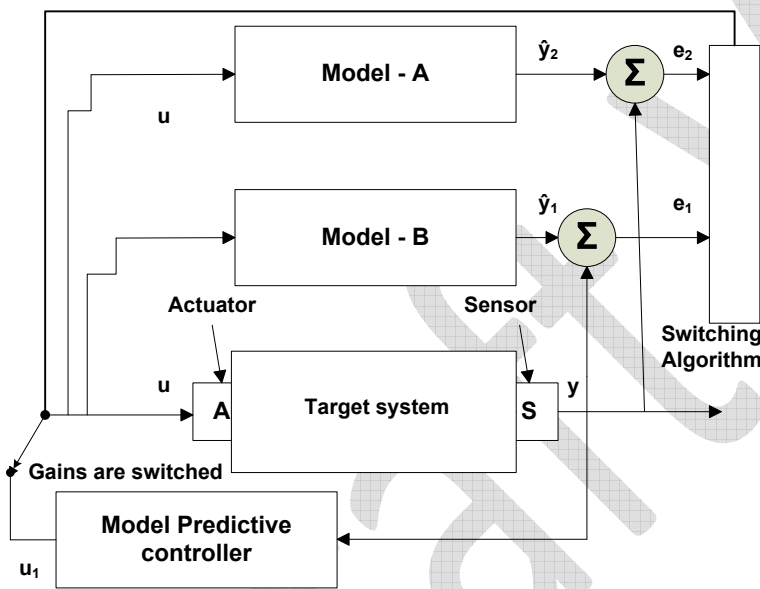 ŷ₂
e₂
Model - A
Σ
u
ŷ₁
e₁
Model - B
Σ
Actuator
Sensor
Switching
Algorithm
u
y
A
Target system
S
Gains are switched
Model Predictive
controller
u₁